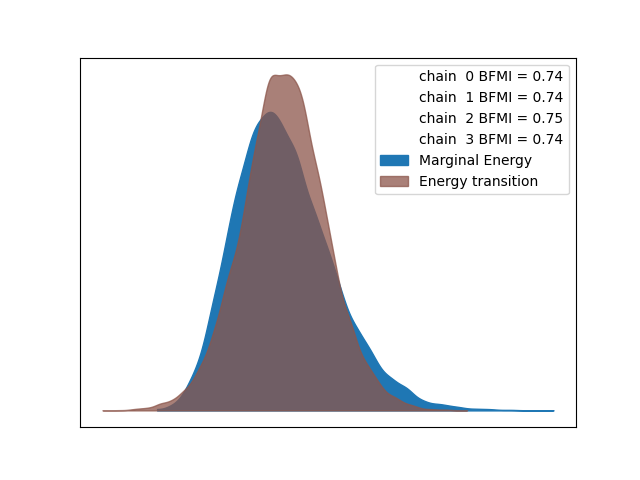 chain  0 BFMI = 0.74
chain  1 BFMI = 0.74
chain  2 BFMI = 0.75
chain  3 BFMI = 0.74
Marginal Energy
Energy transition